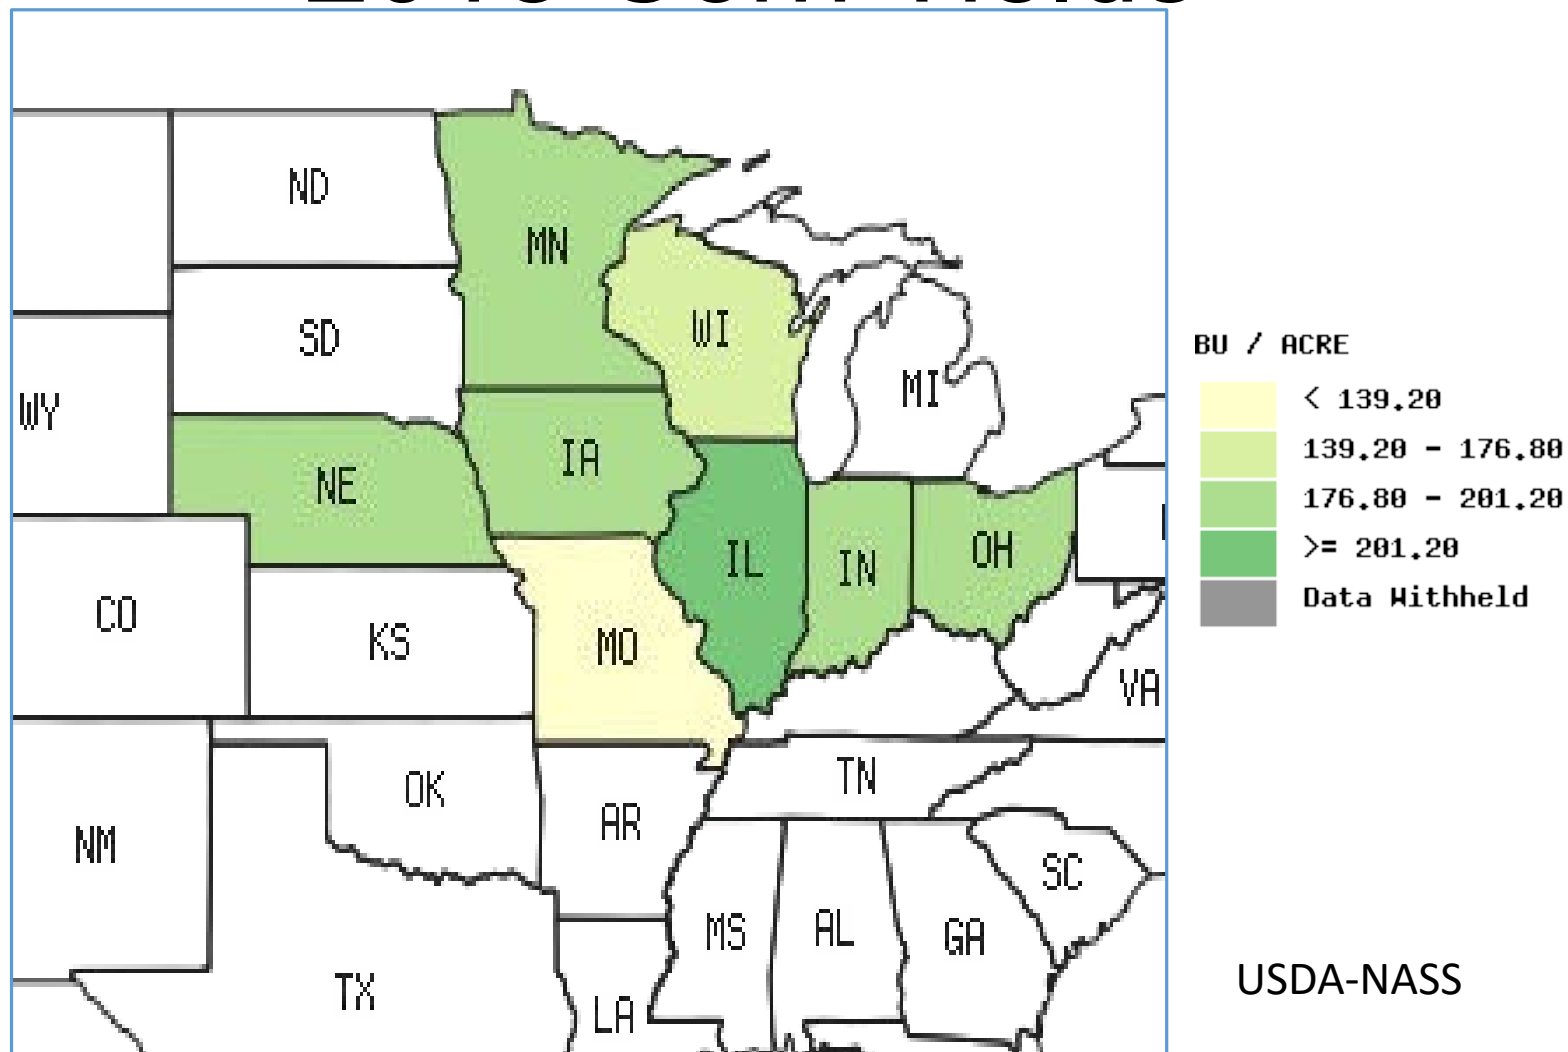 ND
MN
SD
WI
MI
WY
NE
IA
IL
IN
OH
CO
KS
MO
VA
OK
TN
AR
NM
SC
MS
AL
GA
TX
LA
BU / ACRE
< 139.20
139.20 - 176.80
176.80 - 201.20
>= 201.20
Data Withheld
USDA-NASS